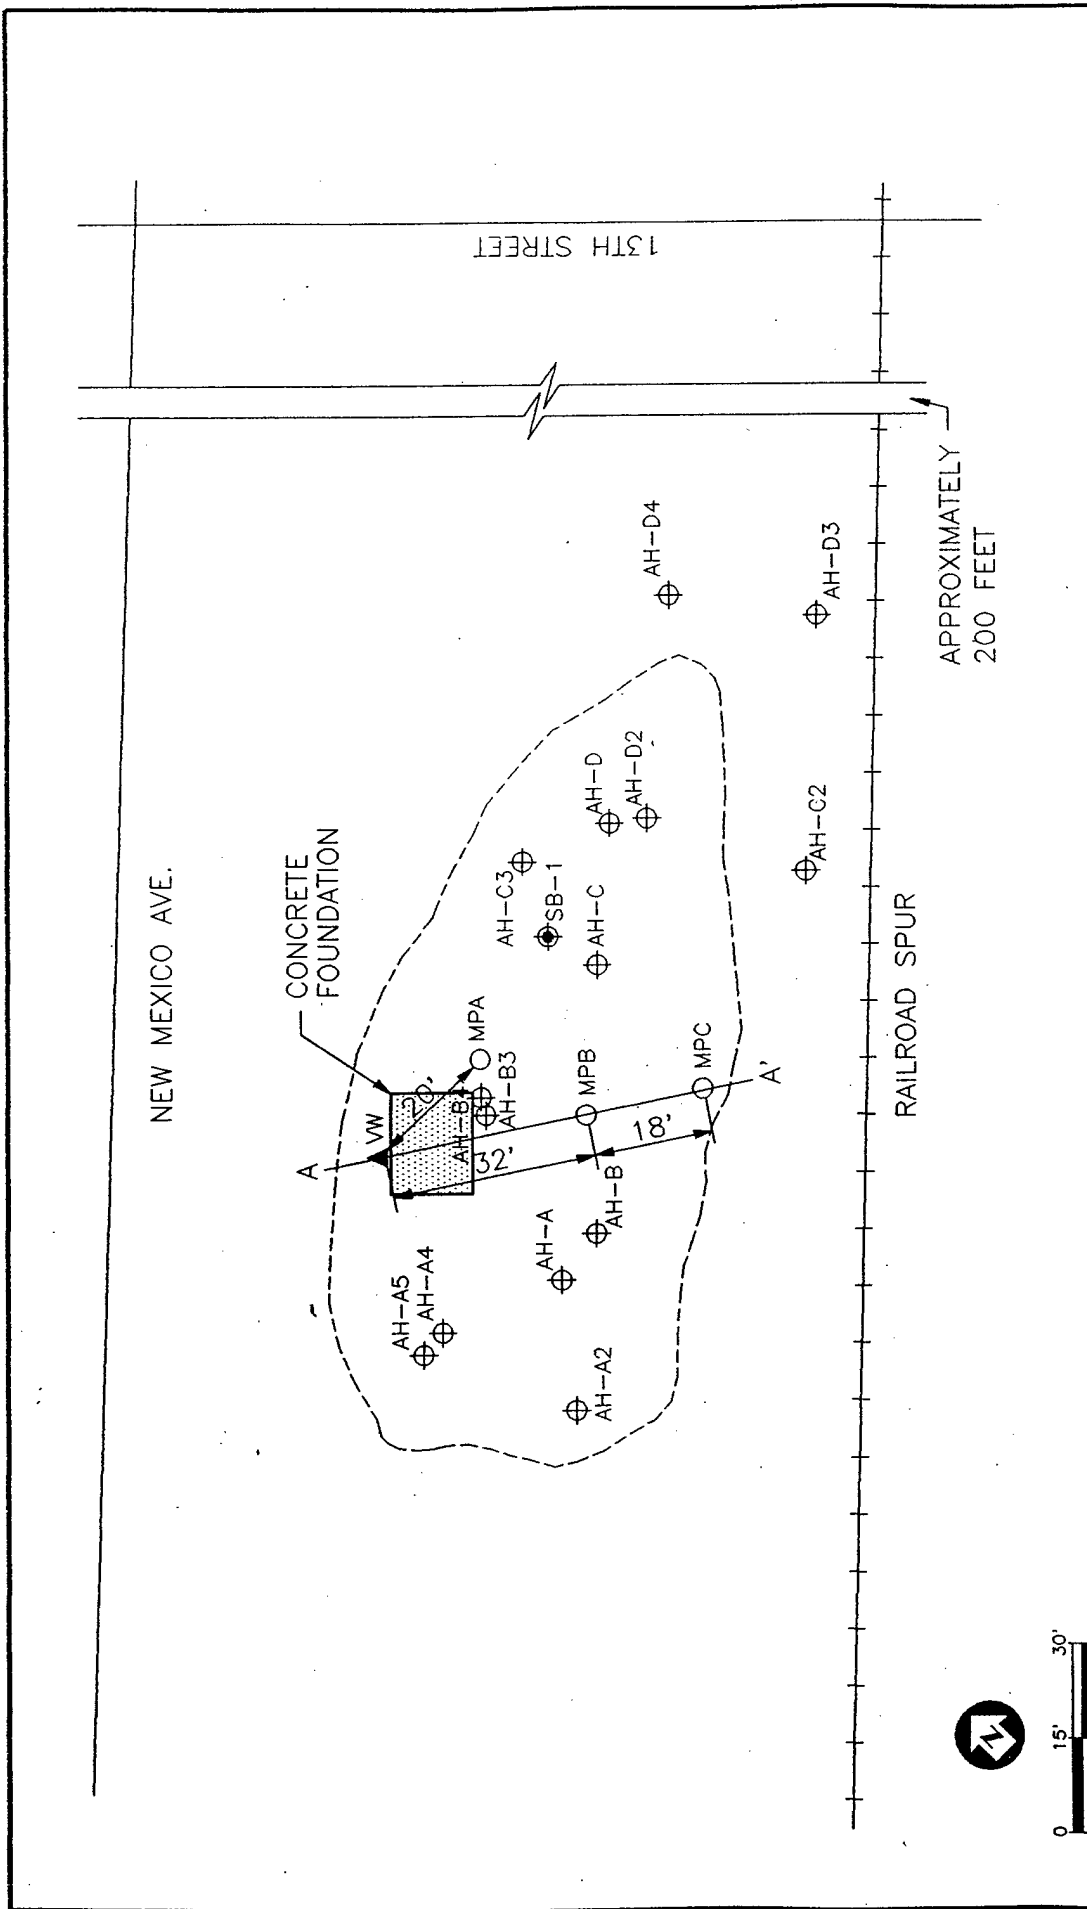 NEW MEXICO AVE.
13TH STREET
CONCRETE
FOUNDATION
A
VW
20'
MPA
AH-B4
AH-B3
32'
AH-A5
AH-A4
AH-C3
SB-1
AH-C
AH-D
AH-D2
AH-D4
AH-D3
AH-C2
AH-A
AH-B
AH-A2
MPB
18'
MPC
A'
RAILROAD SPUR
APPROXIMATELY
200 FEET
N
0 15' 30'